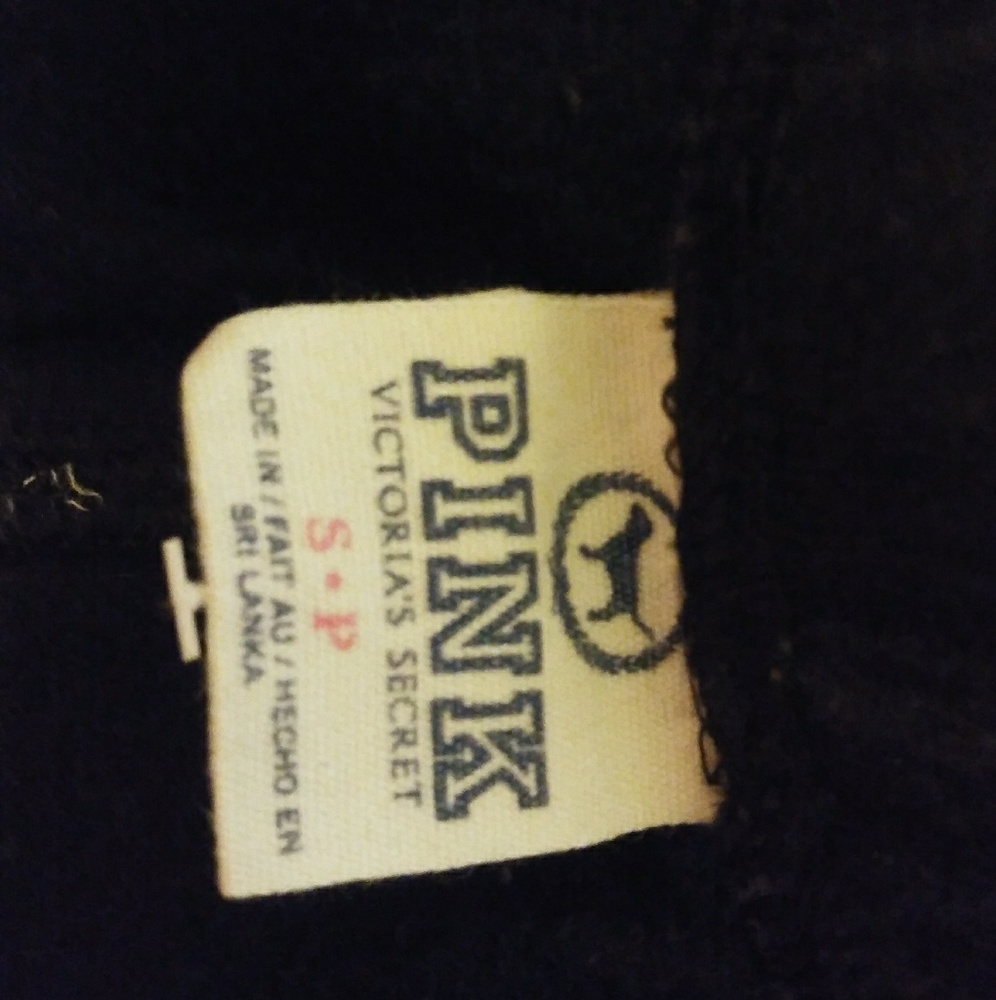 PINK
VICTORIA'S SECRET
S • P
MADE IN / FAIT AU / HECHO EN
SRI LANKA